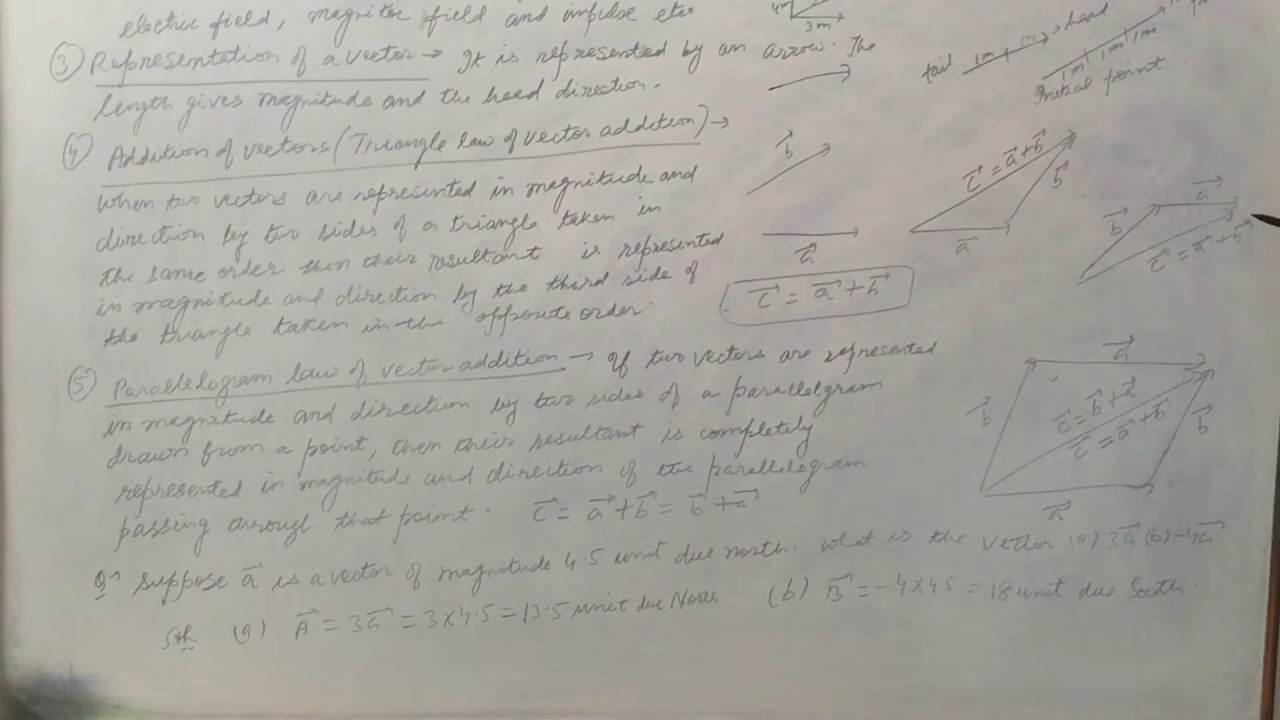 electric field, magnetic field and impulse etc.
4m
3m
③ Representation of a vector → It is represented by an arrow. The
length gives magnitude and the head direction.
tail 1m 1m head
1m 1m 1m
Initial point
④ Addition of vectors (Triangle law of vector addition) →
when two vectors are represented in magnitude and
direction by two sides of a triangle taken in
the same order then their resultant is represented
in magnitude and direction by the third side of
the triangle taken in the opposite order.
b⃗
a⃗
c⃗ = a⃗ + b⃗
c⃗ = a⃗ + b⃗
b⃗
a⃗
a⃗
b⃗
c⃗ = a⃗ + b⃗
⑤ Parallelogram law of vector addition → If two vectors are represented
in magnitude and direction by two sides of a parallelgram
drawn from a point, then their resultant is completely
represented in magnitude and direction of the parallelogram
passing through that point. c⃗ = a⃗ + b⃗ = b⃗ + a⃗
a⃗
b⃗
c⃗ = b⃗ + a⃗
c⃗ = a⃗ + b⃗
b⃗
a⃗
Q→ Suppose a⃗ is a vector of magnitude 4.5 unit due north. What is the vector (a) 3a⃗ (b) -4a⃗
Sol (a) A⃗ = 3a⃗ = 3×4.5 = 13.5 unit due North (b) B⃗ = -4×4.5 = 18 unit due South.